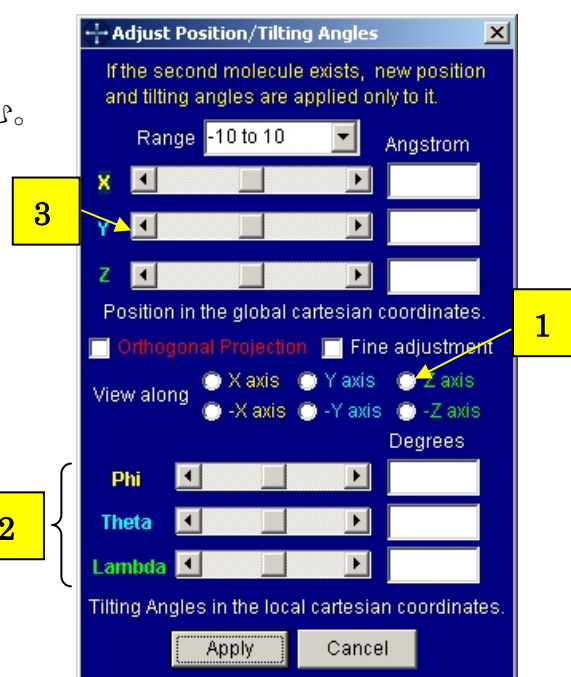 Adjust Position/Tilting Angles
If the second molecule exists, new position
and tilting angles are applied only to it.
む。
Range -10 to 10 Angstrom
X
3
Y
Z
Position in the global cartesian coordinates.
1
Orthogonal Projection Fine adjustment
View along X axis Y axis Z axis
-X axis -Y axis -Z axis
Degrees
Phi
2
Theta
Lambda
Tilting Angles in the local cartesian coordinates.
Apply Cancel